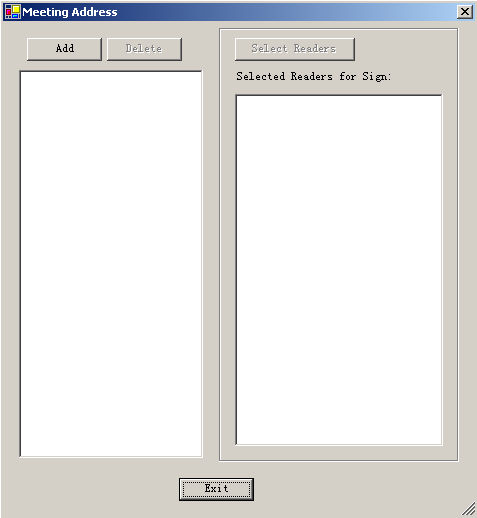 Meeting Address
Add
Delete
Select Readers
Selected Readers for Sign:
Exit